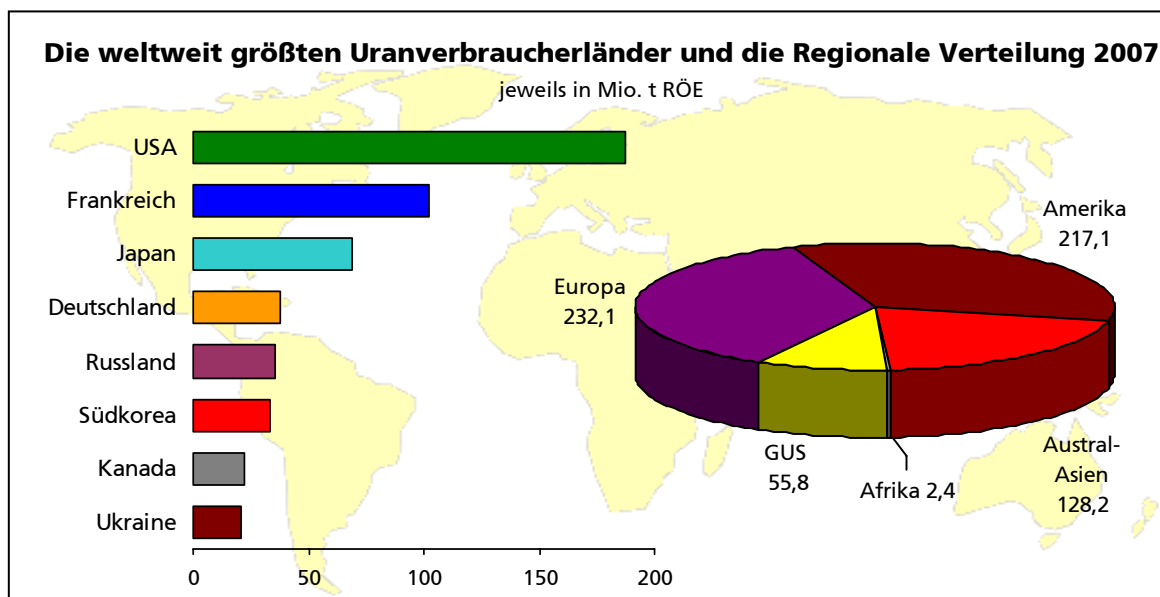 Die weltweit größten Uranverbraucherländer und die Regionale Verteilung 2007
jeweils in Mio. t RÖE
USA
Frankreich
Japan
Deutschland
Russland
Südkorea
Kanada
Ukraine
0 50 100 150 200
Amerika
217,1
Europa
232,1
GUS
55,8
Afrika 2,4
Austral-
Asien
128,2